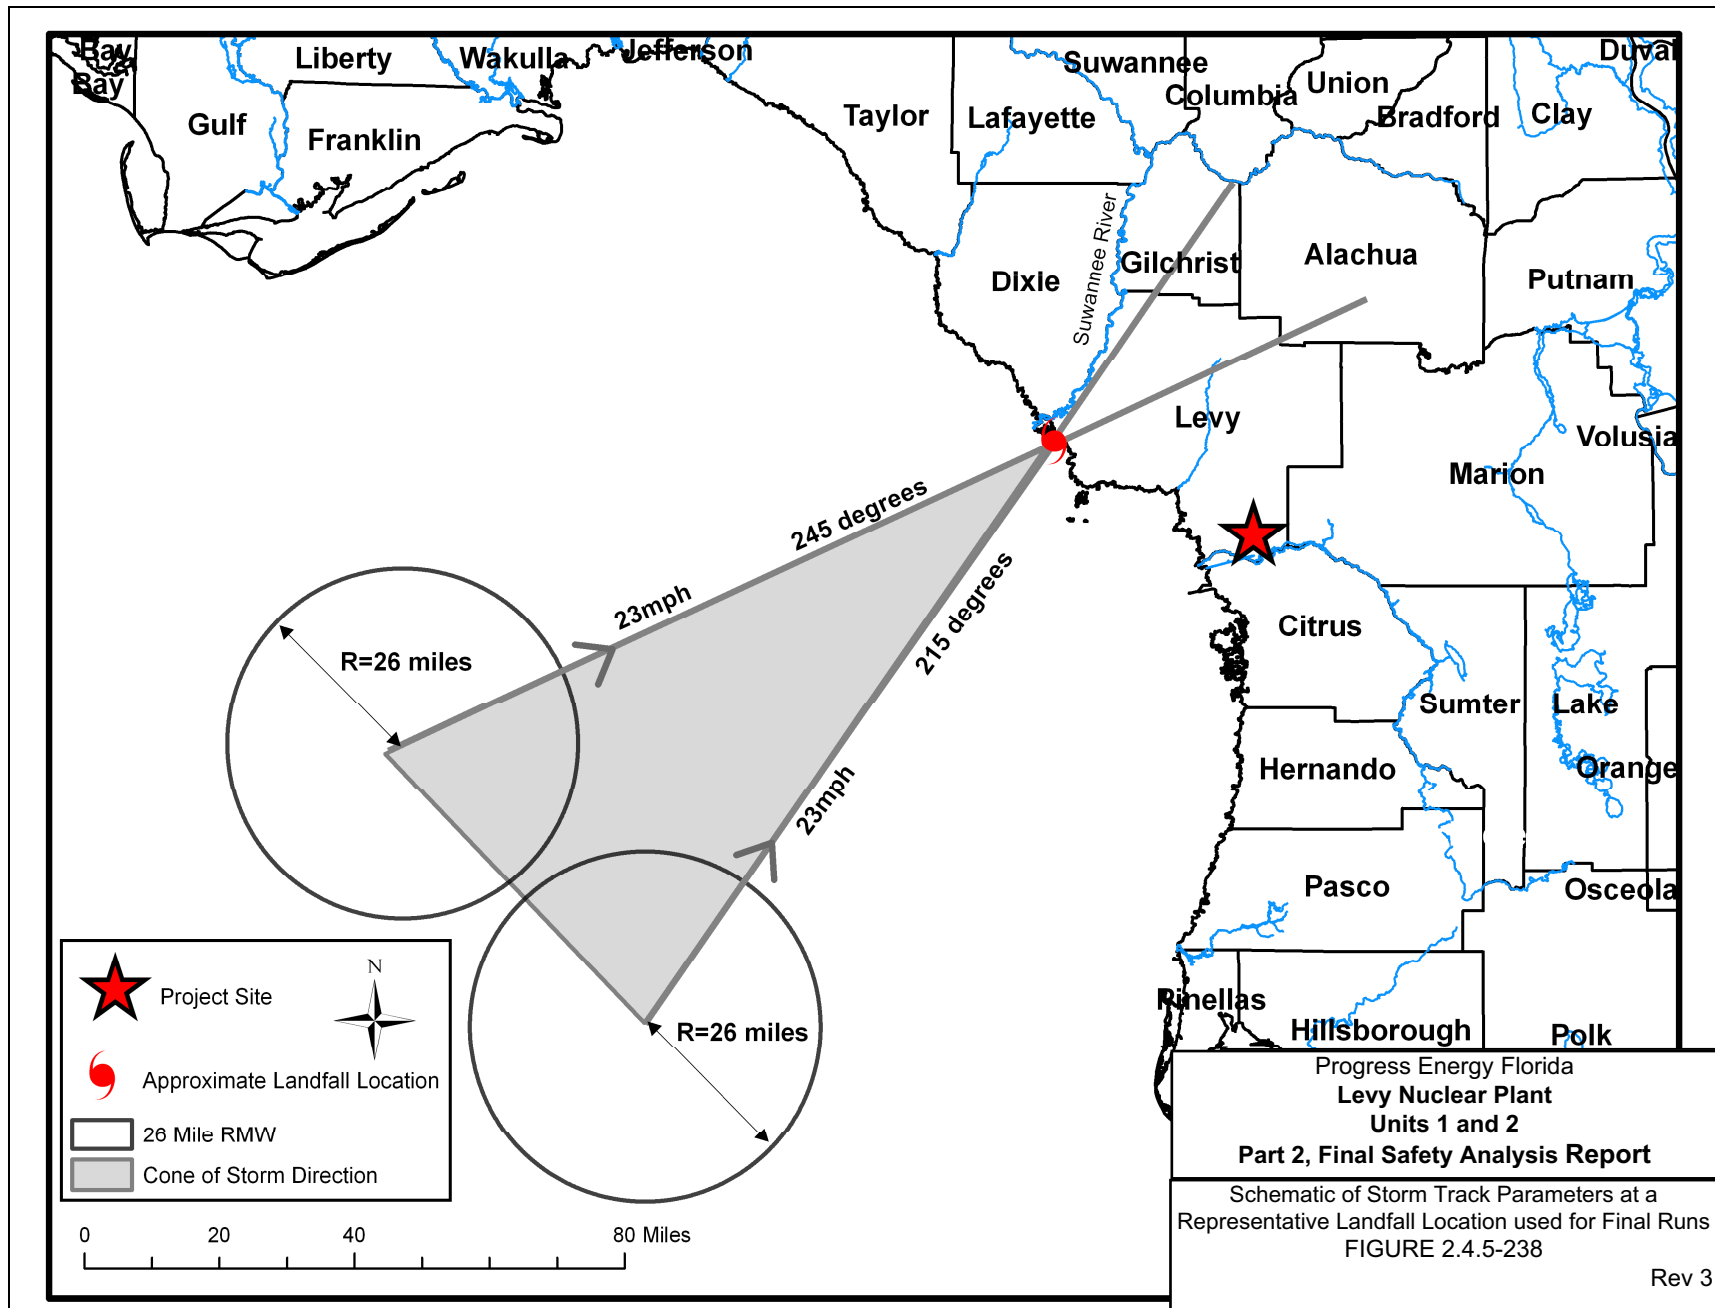 Bay
Bay
Liberty
Wakulla
Jefferson
Gulf
Franklin
Taylor
Lafayette
Suwannee
Columbia
Union
Bradford
Clay
Duval
Dixie
Suwannee River
Gilchrist
Alachua
Putnam
Levy
Marion
Volusia
245 degrees
23mph
215 degrees
23mph
R=26 miles
R=26 miles
Citrus
Sumter
Lake
Orange
Hernando
Pasco
Osceola
Pinellas
Hillsborough
Polk
N
Project Site
Approximate Landfall Location
26 Mile RMW
Cone of Storm Direction
0 20 40 80 Miles
Progress Energy Florida
Levy Nuclear Plant
Units 1 and 2
Part 2, Final Safety Analysis Report
Schematic of Storm Track Parameters at a
Representative Landfall Location used for Final Runs
FIGURE 2.4.5-238
Rev 3